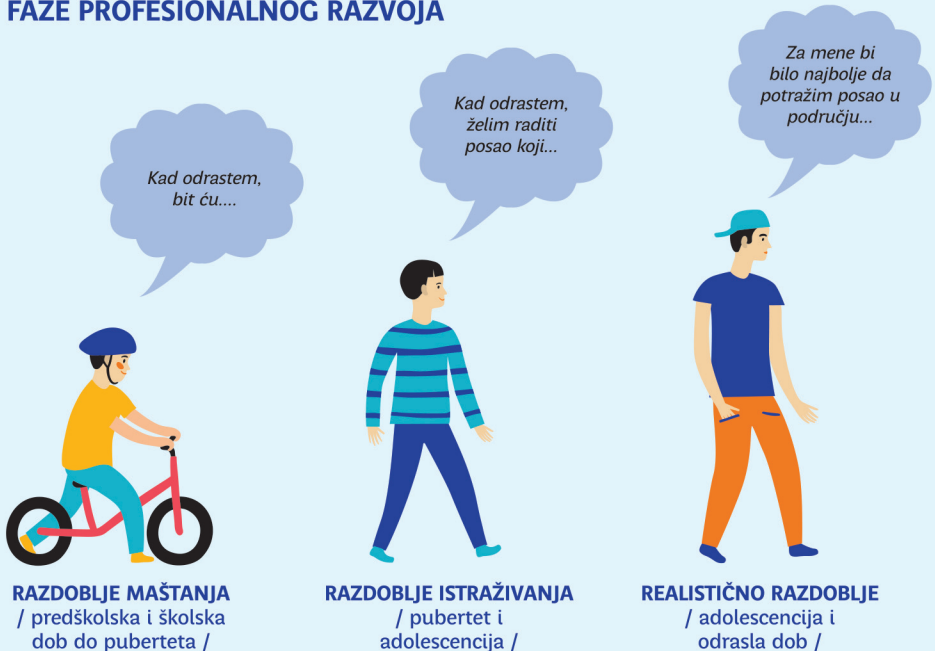 FAZE PROFESIONALNOG RAZVOJA
Kad odrastem,
bit ću....
Kad odrastem,
želim raditi
posao koji...
Za mene bi
bilo najbolje da
potražim posao u
području...
RAZDOBLJE MAŠTANJA
/ predškolska i školska
dob do puberteta /
RAZDOBLJE ISTRAŽIVANJA
/ pubertet i
adolescencija /
REALISTIČNO RAZDOBLJE
/ adolescencija i
odrasla dob /